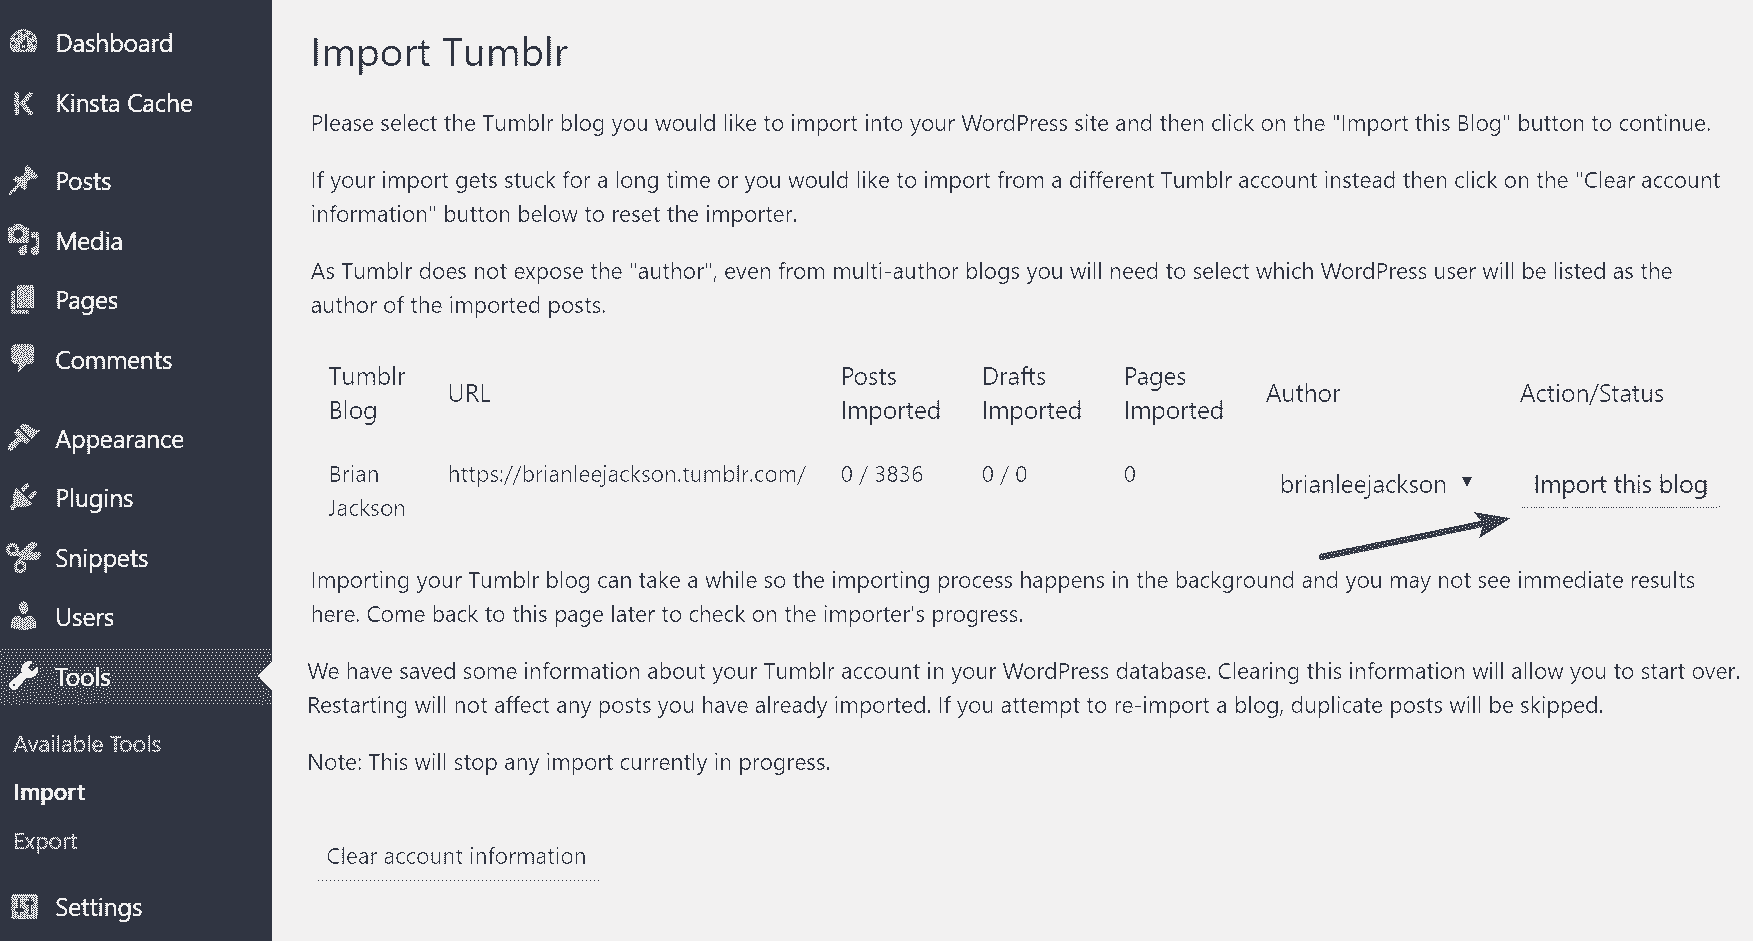 Dashboard
Kinsta Cache
Posts
Media
Pages
Comments
Appearance
Plugins
Snippets
Users
Tools
Available Tools
Import
Export
Settings
Import Tumblr
Please select the Tumblr blog you would like to import into your WordPress site and then click on the "Import this Blog" button to continue.
If your import gets stuck for a long time or you would like to import from a different Tumblr account instead then click on the "Clear account
information" button below to reset the importer.
As Tumblr does not expose the "author", even from multi-author blogs you will need to select which WordPress user will be listed as the
author of the imported posts.
Tumblr Blog URL Posts Imported Drafts Imported Pages Imported Author Action/Status
Brian Jackson https://brianleejackson.tumblr.com/ 0 / 3836 0 / 0 0 brianleejackson Import this blog
Importing your Tumblr blog can take a while so the importing process happens in the background and you may not see immediate results
here. Come back to this page later to check on the importer's progress.
We have saved some information about your Tumblr account in your WordPress database. Clearing this information will allow you to start over.
Restarting will not affect any posts you have already imported. If you attempt to re-import a blog, duplicate posts will be skipped.
Note: This will stop any import currently in progress.
Clear account information